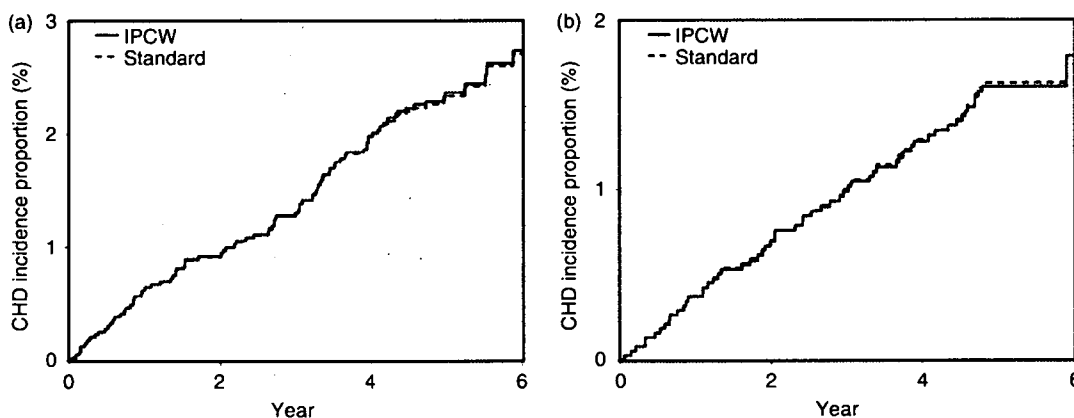 (a)
3
IPCW
Standard
CHD incidence proportion (%)
2
1
0
0
2
4
6
Year
(b)
2
IPCW
Standard
CHD incidence proportion (%)
1
0
0
2
4
6
Year